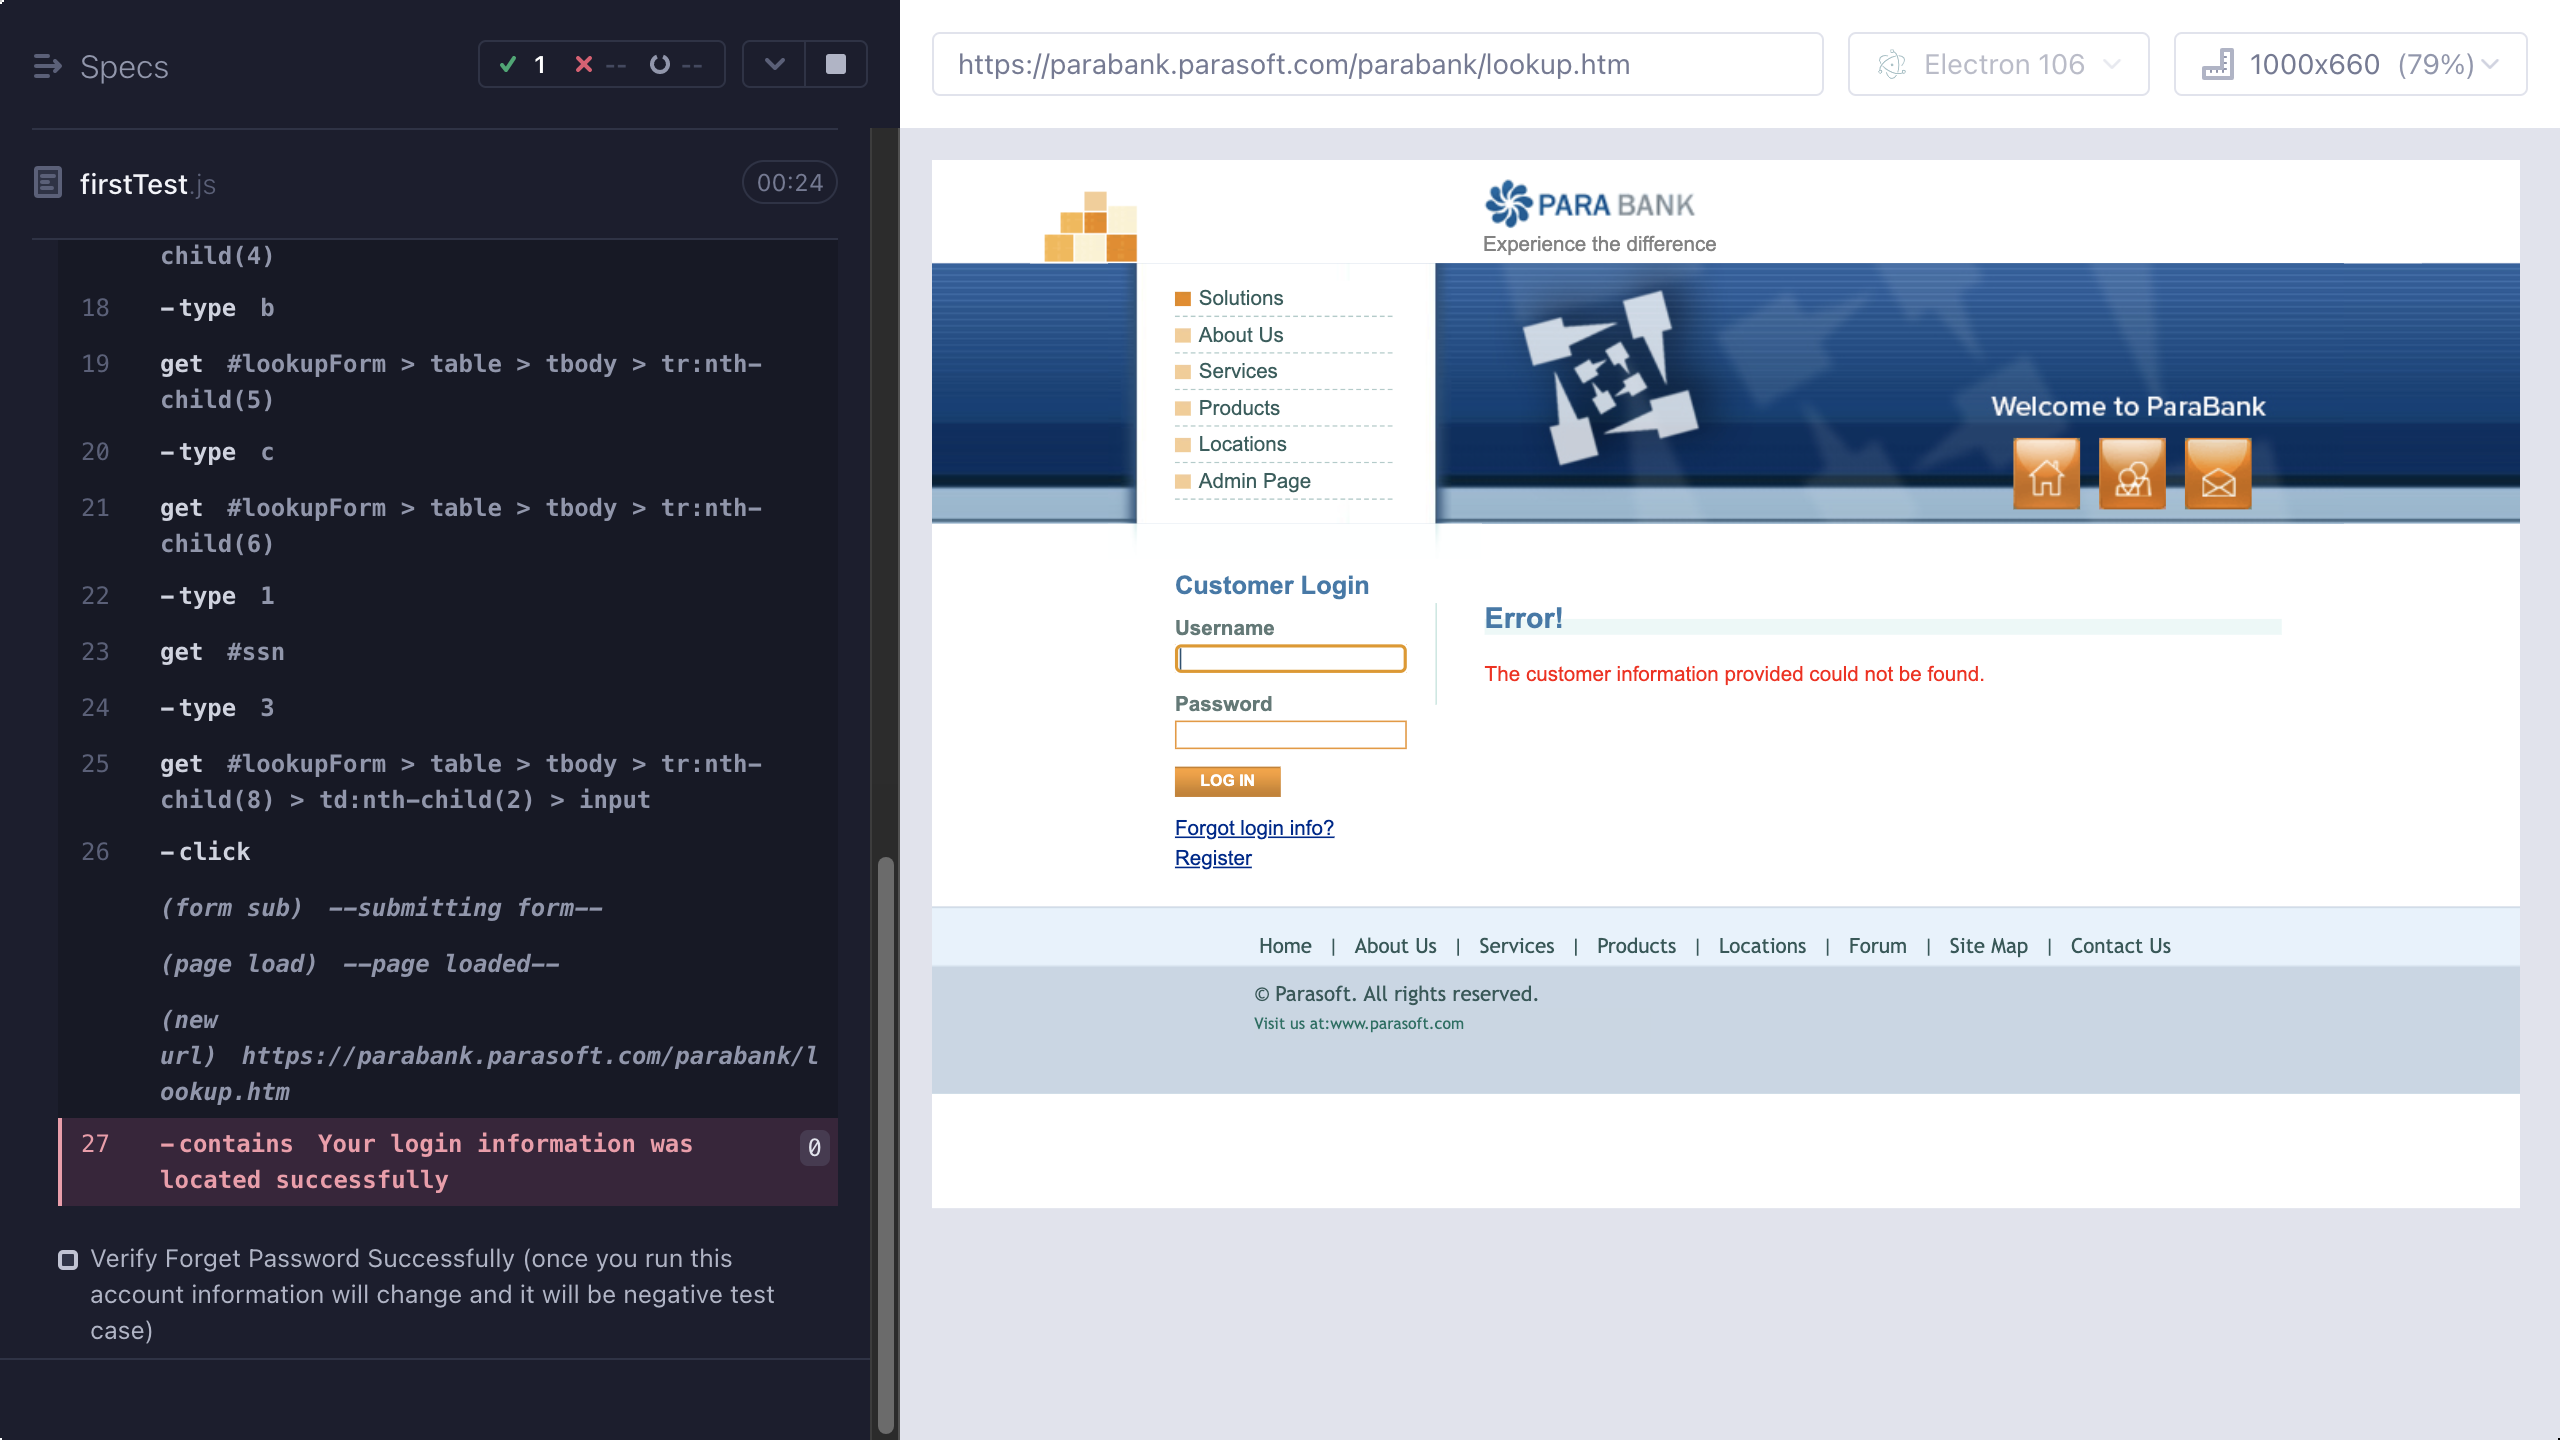 Specs
1
--
--
firstTest.js
00:24
child(4)
18 -type b
19 get #lookupForm > table > tbody > tr:nth-
child(5)
20 -type c
21 get #lookupForm > table > tbody > tr:nth-
child(6)
22 -type 1
23 get #ssn
24 -type 3
25 get #lookupForm > table > tbody > tr:nth-
child(8) > td:nth-child(2) > input
26 -click
(form sub) --submitting form--
(page load) --page loaded--
(new
url) https://parabank.parasoft.com/parabank/l
ookup.htm
27 -contains Your login information was
located successfully
0
Verify Forget Password Successfully (once you run this
account information will change and it will be negative test
case)
https://parabank.parasoft.com/parabank/lookup.htm
Electron 106
1000x660 (79%)
PARA BANK
Experience the difference
Solutions
About Us
Services
Products
Locations
Admin Page
Welcome to ParaBank
Customer Login
Username
Password
LOG IN
Forgot login info?
Register
Error!
The customer information provided could not be found.
Home | About Us | Services | Products | Locations | Forum | Site Map | Contact Us
© Parasoft. All rights reserved.
Visit us at:www.parasoft.com